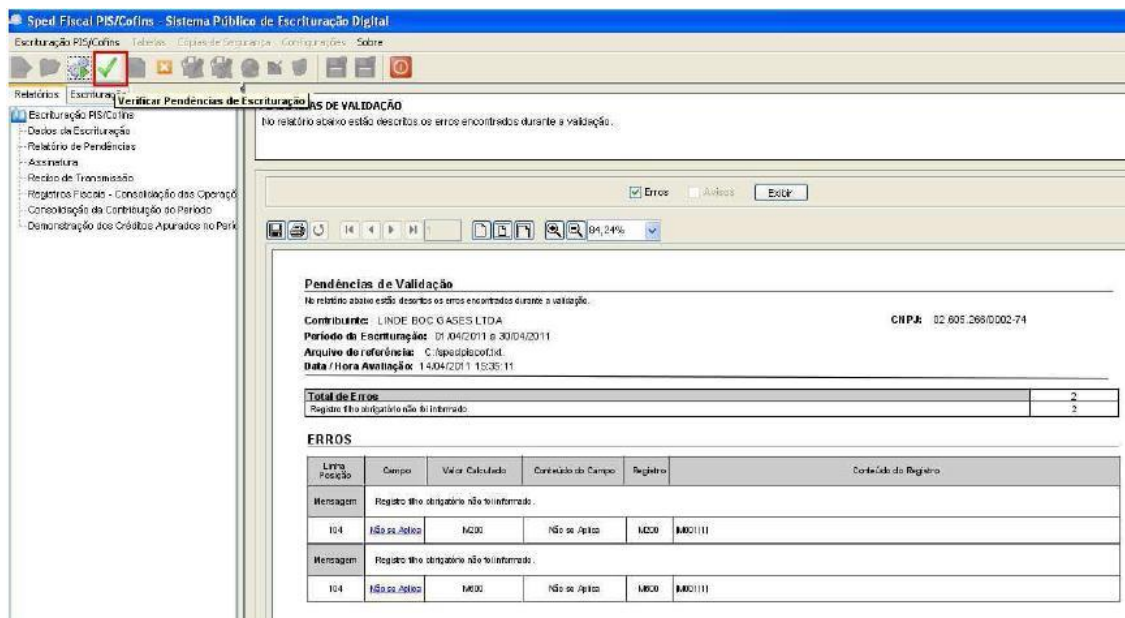 Sped Fiscal PIS/Cofins - Sistema Público de Escrituração Digital
Escrituração PIS/Cofins Tabelas Cópias de Segurança Configurações Sobre
Relatórios Escrituração
Verificar Pendências de Escrituração
AS DE VALIDAÇÃO
No relatório abaixo estão descritos os erros encontrados durante a validação.
Escrituração PIS/Cofins
Dados da Escrituração
Relatório de Pendências
Assinatura
Recibo de Transmissão
Registros Fiscais - Consolidação das Operaçõ
Consolidação da Contribuição do Período
Demonstração dos Créditos Apurados no Perío
Erros Avisos Exibir
1 84,24%
Pendências de Validação
No relatório abaixo estão descritos os erros encontrados durante a validação.
Contribuinte: LINDE BOC GASES LTDA CNPJ: 02.605.266/0002-74
Período da Escrituração: 01/04/2011 a 30/04/2011
Arquivo de referência: C:/spedpiscof.txt.
Data / Hora Avaliação: 14/04/2011 15:35:11
Total de Erros 2
Registro filho obrigatório não foi informado. 2
ERROS
Linha Posição Campo Valor Calculado Conteúdo do Campo Registro Conteúdo do Registro
Mensagem Registro filho obrigatório não foi informado.
104 Não se Aplica M200 Não se Aplica M200 |M001|1|
Mensagem Registro filho obrigatório não foi informado.
104 Não se Aplica M600 Não se Aplica M600 |M001|1|